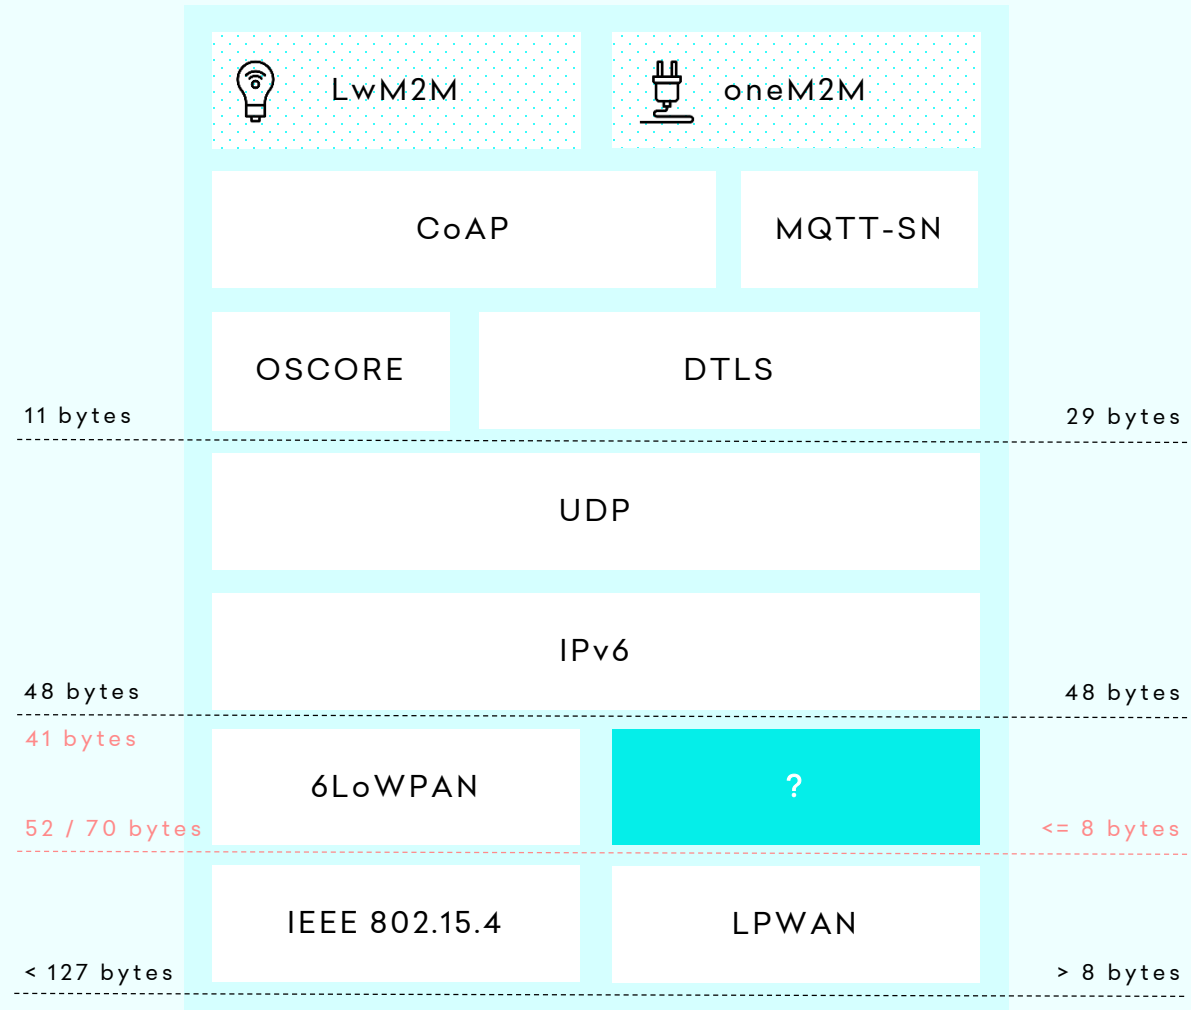 LwM2M
oneM2M
CoAP
MQTT-SN
OSCORE
DTLS
11 bytes
29 bytes
UDP
IPv6
48 bytes
48 bytes
41 bytes
6LoWPAN
?
52 / 70 bytes
<= 8 bytes
IEEE 802.15.4
LPWAN
< 127 bytes
> 8 bytes